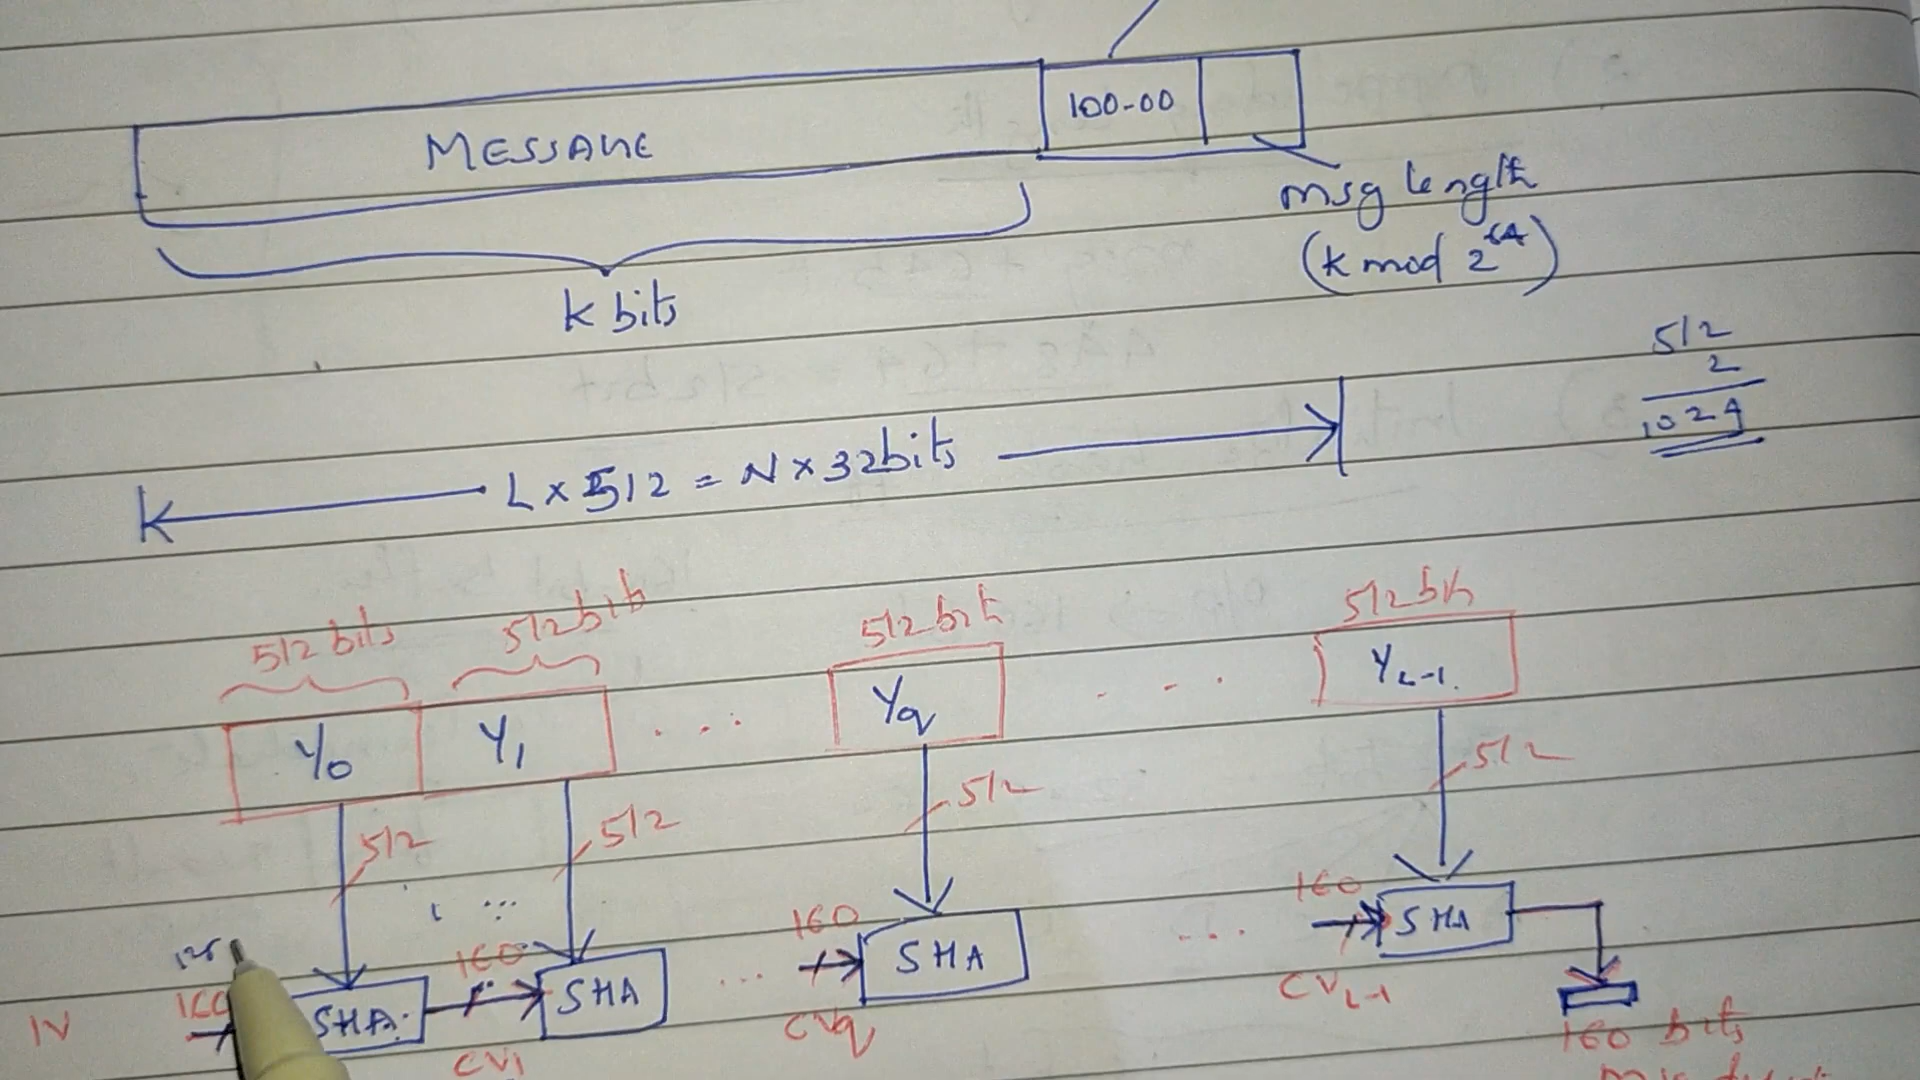 MESSAGE
100-00
msg length
(k mod 2^64)
k bits
512
2
1024
L x 512 = N x 32bits
512 bits
512 bits
512 bits
512 bits
Y0
Y1
...
Yq
...
YL-1
512
512
512
512
...
128
160
160
160
160
IV
SHA
SHA
...
SHA
...
SHA
CV1
CVq
CVL-1
160 bits